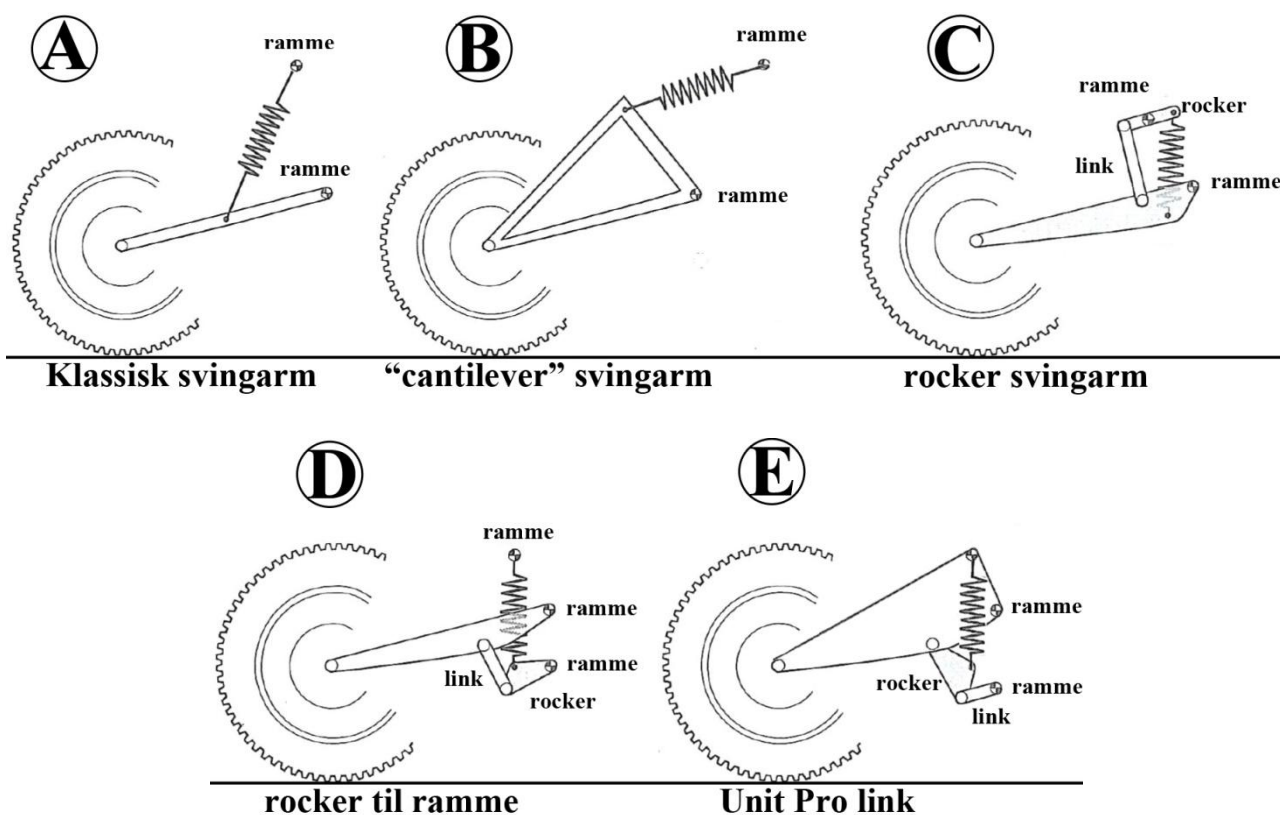 A
ramme
ramme
Klassisk svingarm
B
ramme
ramme
“cantilever” svingarm
C
ramme
rocker
link
ramme
rocker svingarm
D
ramme
ramme
link
ramme
rocker
rocker til ramme
E
ramme
rocker
ramme
link
Unit Pro link